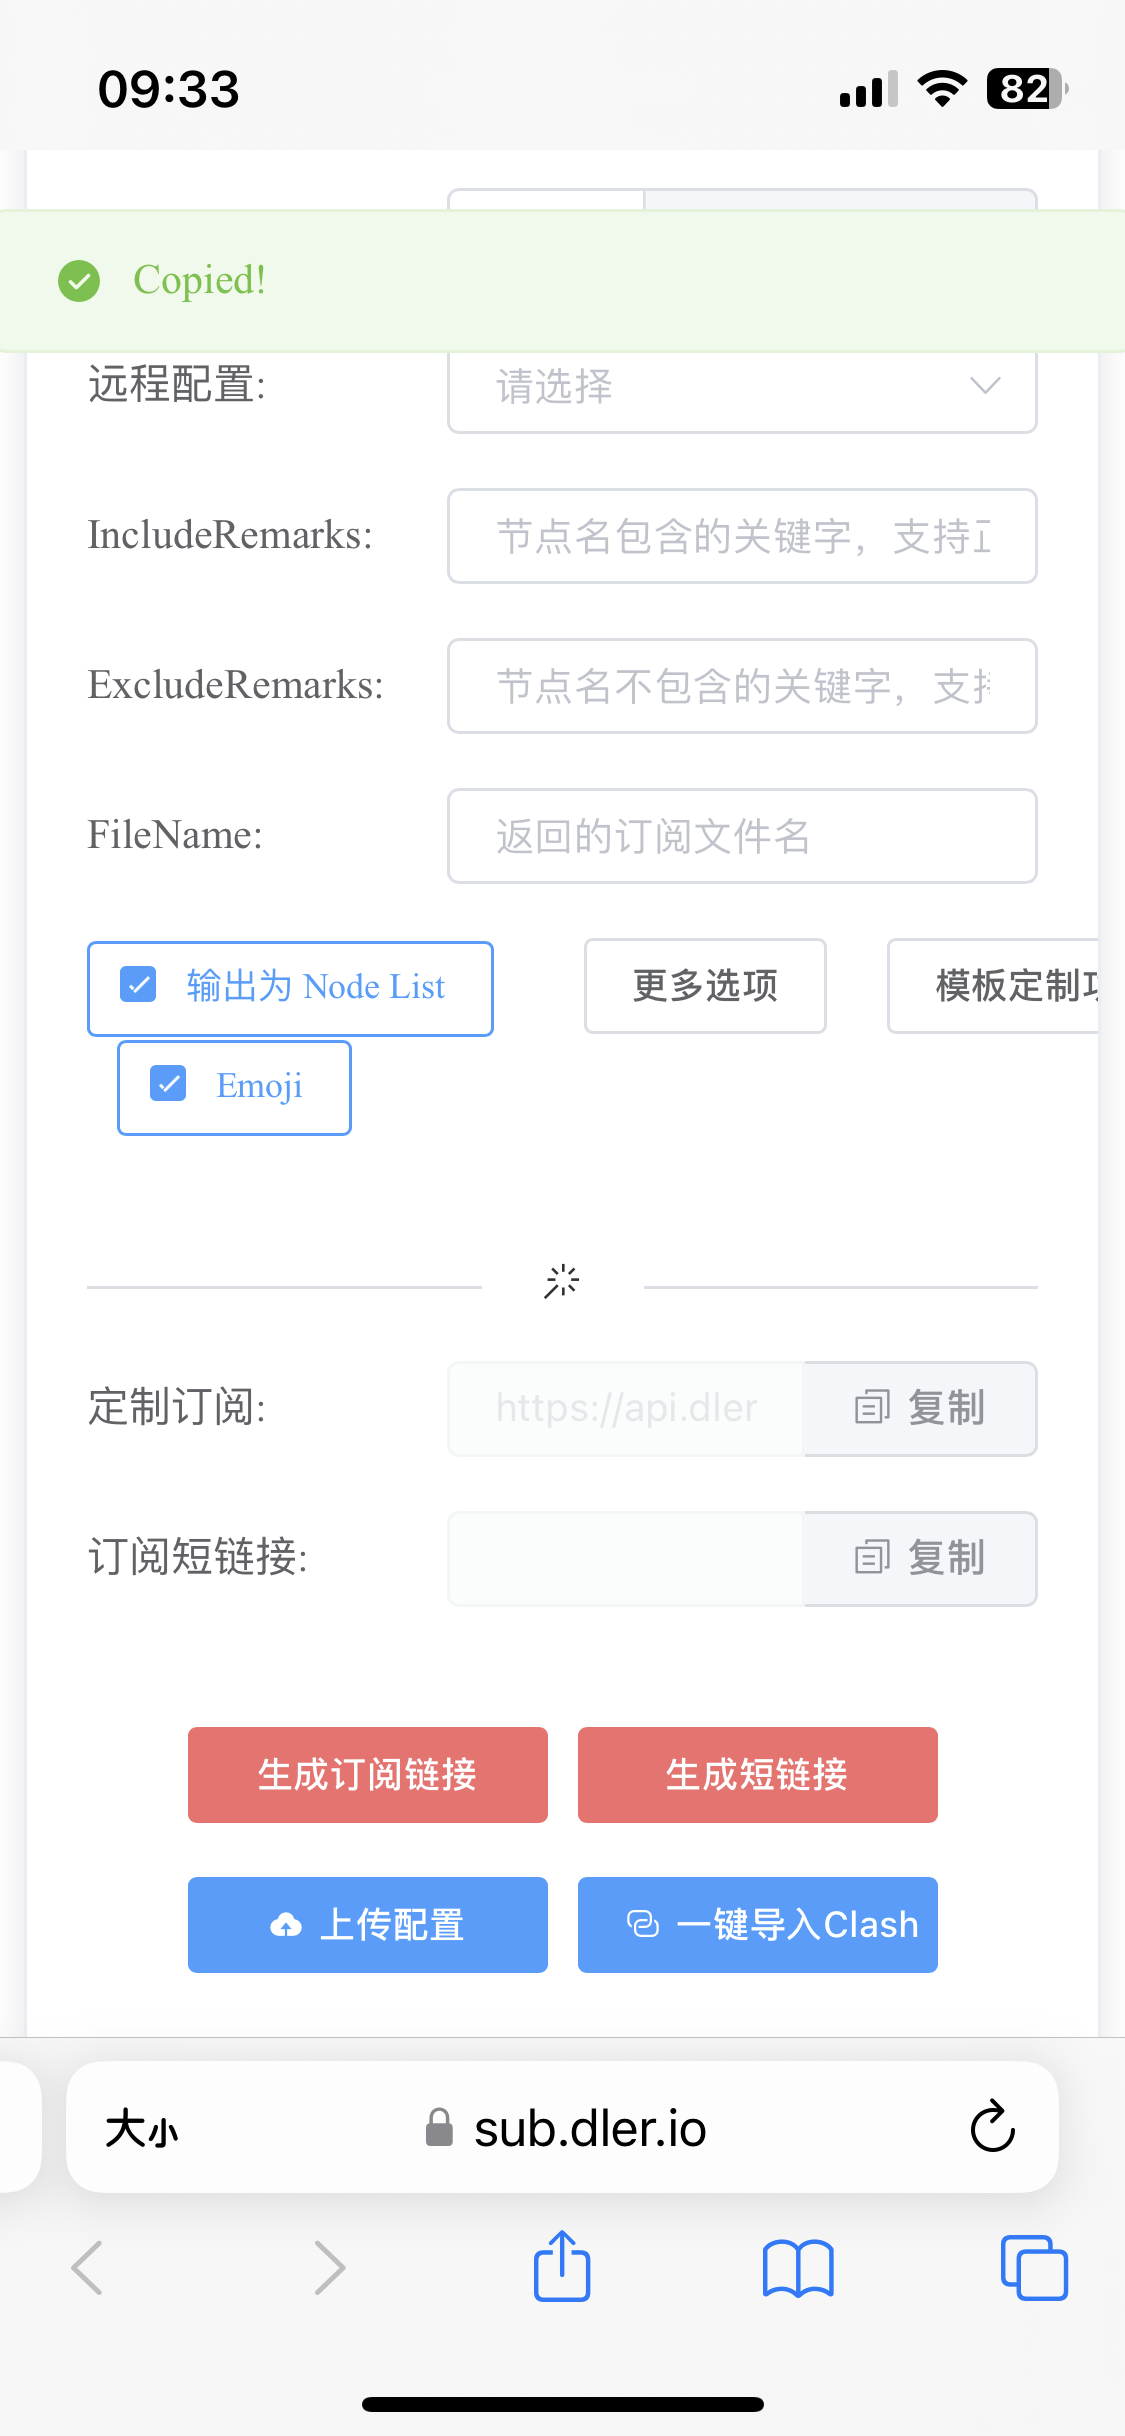 09:33
82
Copied!
远程配置:
请选择
IncludeRemarks:
节点名包含的关键字，支持
ExcludeRemarks:
节点名不包含的关键字，支
FileName:
返回的订阅文件名
输出为 Node List
更多选项
模板定制
Emoji
定制订阅:
https://api.dler
复制
订阅短链接:
复制
生成订阅链接
生成短链接
上传配置
一键导入Clash
大小
sub.dler.io